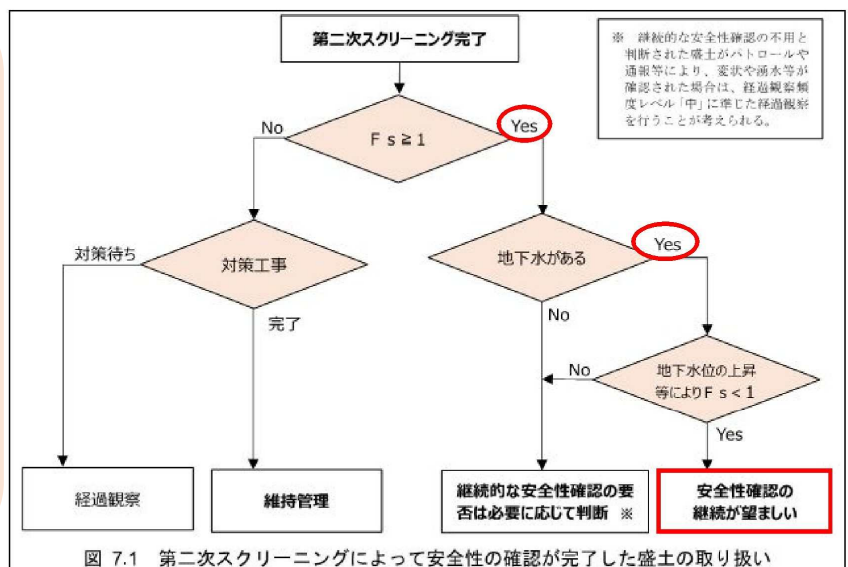 第二次スクリーニング完了
※ 継続的な安全性確認の不用と
判断された盛土がパトロールや
通報等により、変状や湧水等が
確認された場合は、経過観察頻
度レベル「中」に準じた経過観察
を行うことが考えられる。
No
Fs≧1
Yes
対策待ち
対策工事
地下水がある
Yes
完了
No
No
地下水位の上昇
等によりFs<1
Yes
経過観察
維持管理
継続的な安全性確認の要
否は必要に応じて判断 ※
安全性確認の
継続が望ましい
図 7.1 第二次スクリーニングによって安全性の確認が完了した盛土の取り扱い